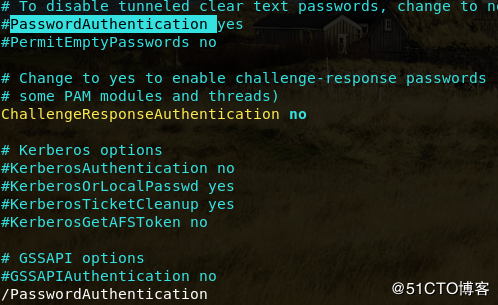 # To disable tunneled clear text passwords, change to no
#PasswordAuthentication yes
#PermitEmptyPasswords no
# Change to yes to enable challenge-response passwords
# some PAM modules and threads)
ChallengeResponseAuthentication no
# Kerberos options
#KerberosAuthentication no
#KerberosOrLocalPasswd yes
#KerberosTicketCleanup yes
#KerberosGetAFSToken no
# GSSAPI options
#GSSAPIAuthentication no
/PasswordAuthentication
@51CTO博客